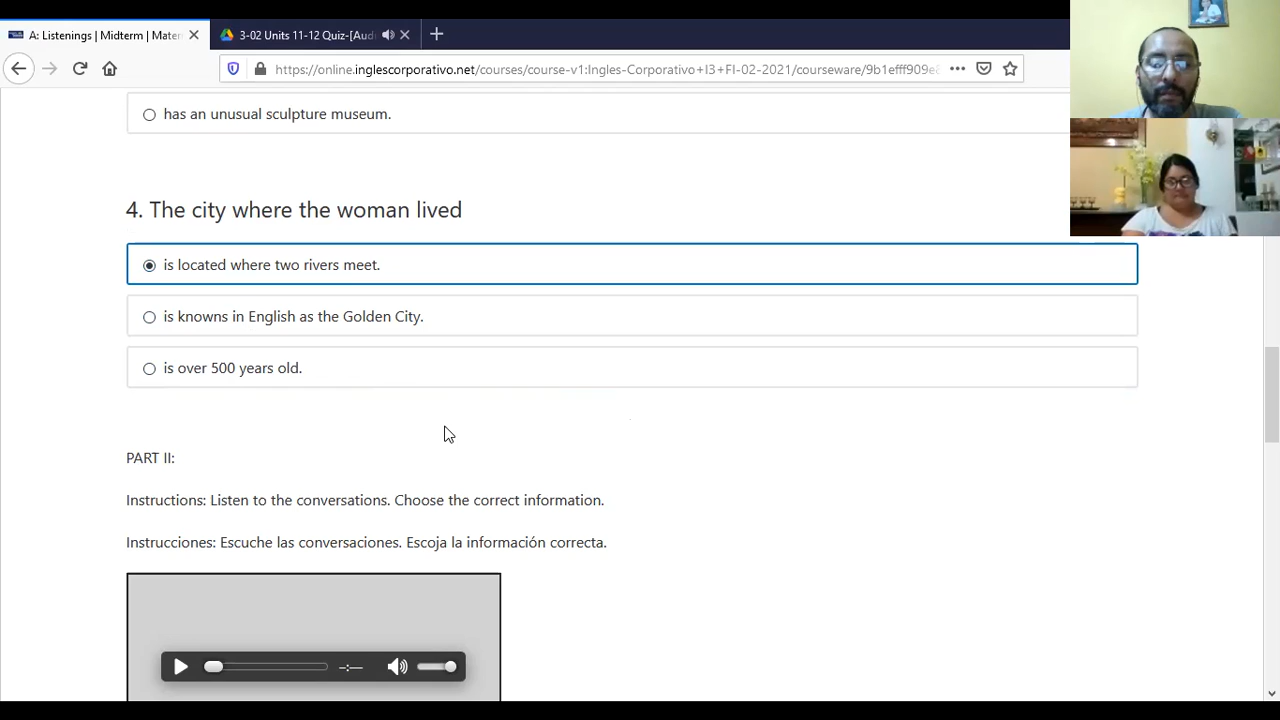 A: Listenings | Midterm | Mater
3-02 Units 11-12 Quiz-[Aud
https://online.inglescorporativo.net/courses/course-v1:Ingles-Corporativo+I3+FI-02-2021/courseware/9b1efff909e
has an unusual sculpture museum.
4. The city where the woman lived
is located where two rivers meet.
is knowns in English as the Golden City.
is over 500 years old.
PART II:
Instructions: Listen to the conversations. Choose the correct information.
Instrucciones: Escuche las conversaciones. Escoja la información correcta.
-:--